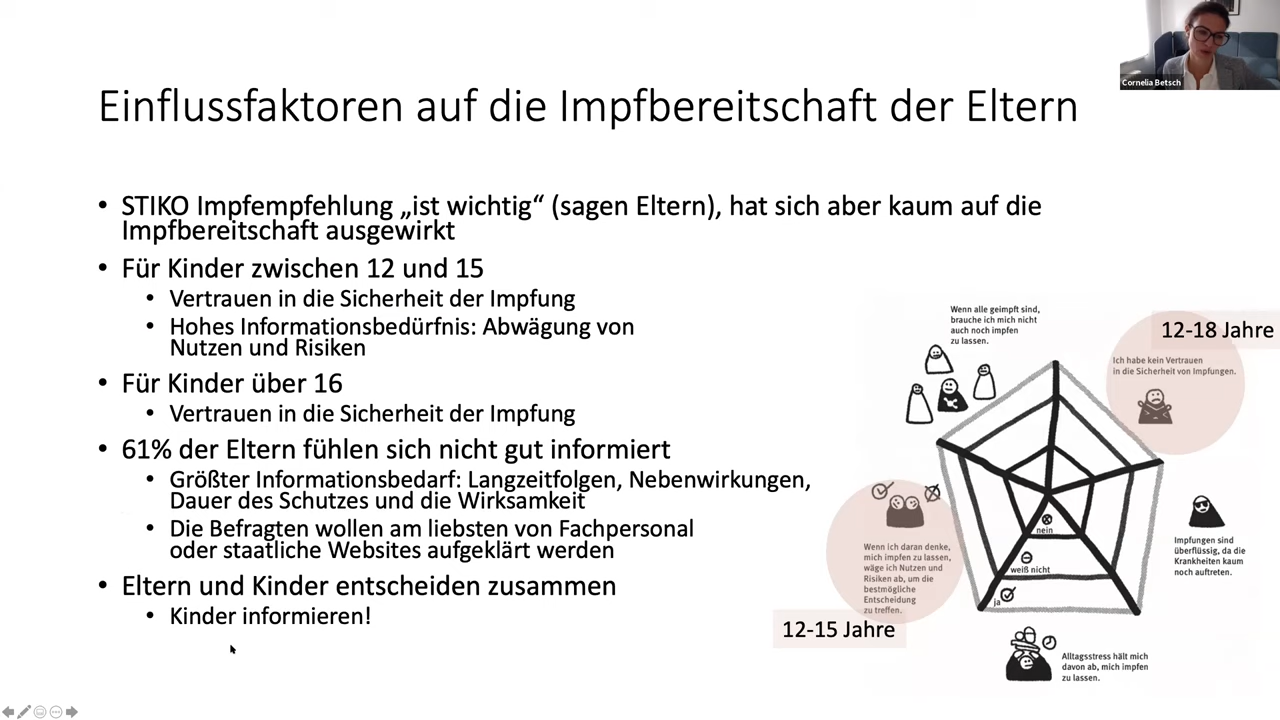 Cornelia Betsch
Einflussfaktoren auf die Impfbereitschaft der Eltern
• STIKO Impfempfehlung „ist wichtig“ (sagen Eltern), hat sich aber kaum auf die
Impfbereitschaft ausgewirkt
• Für Kinder zwischen 12 und 15
• Vertrauen in die Sicherheit der Impfung
• Hohes Informationsbedürfnis: Abwägung von
Nutzen und Risiken
• Für Kinder über 16
• Vertrauen in die Sicherheit der Impfung
• 61% der Eltern fühlen sich nicht gut informiert
• Größter Informationsbedarf: Langzeitfolgen, Nebenwirkungen,
Dauer des Schutzes und die Wirksamkeit
• Die Befragten wollen am liebsten von Fachpersonal
oder staatliche Websites aufgeklärt werden
• Eltern und Kinder entscheiden zusammen
• Kinder informieren!
Wenn alle geimpft sind,
brauche ich mich nicht
auch noch impfen
zu lassen.
12-18 Jahre
Ich habe kein Vertrauen
in die Sicherheit von Impfungen.
Impfungen sind
überflüssig, da die
Krankheiten kaum
noch auftreten.
nein
weiß nicht
ja
Wenn ich daran denke,
mich impfen zu lassen,
wäge ich Nutzen und
Risiken ab, um die
bestmögliche
Entscheidung
zu treffen.
12-15 Jahre
Alltagsstress hält mich
davon ab, mich impfen
zu lassen.